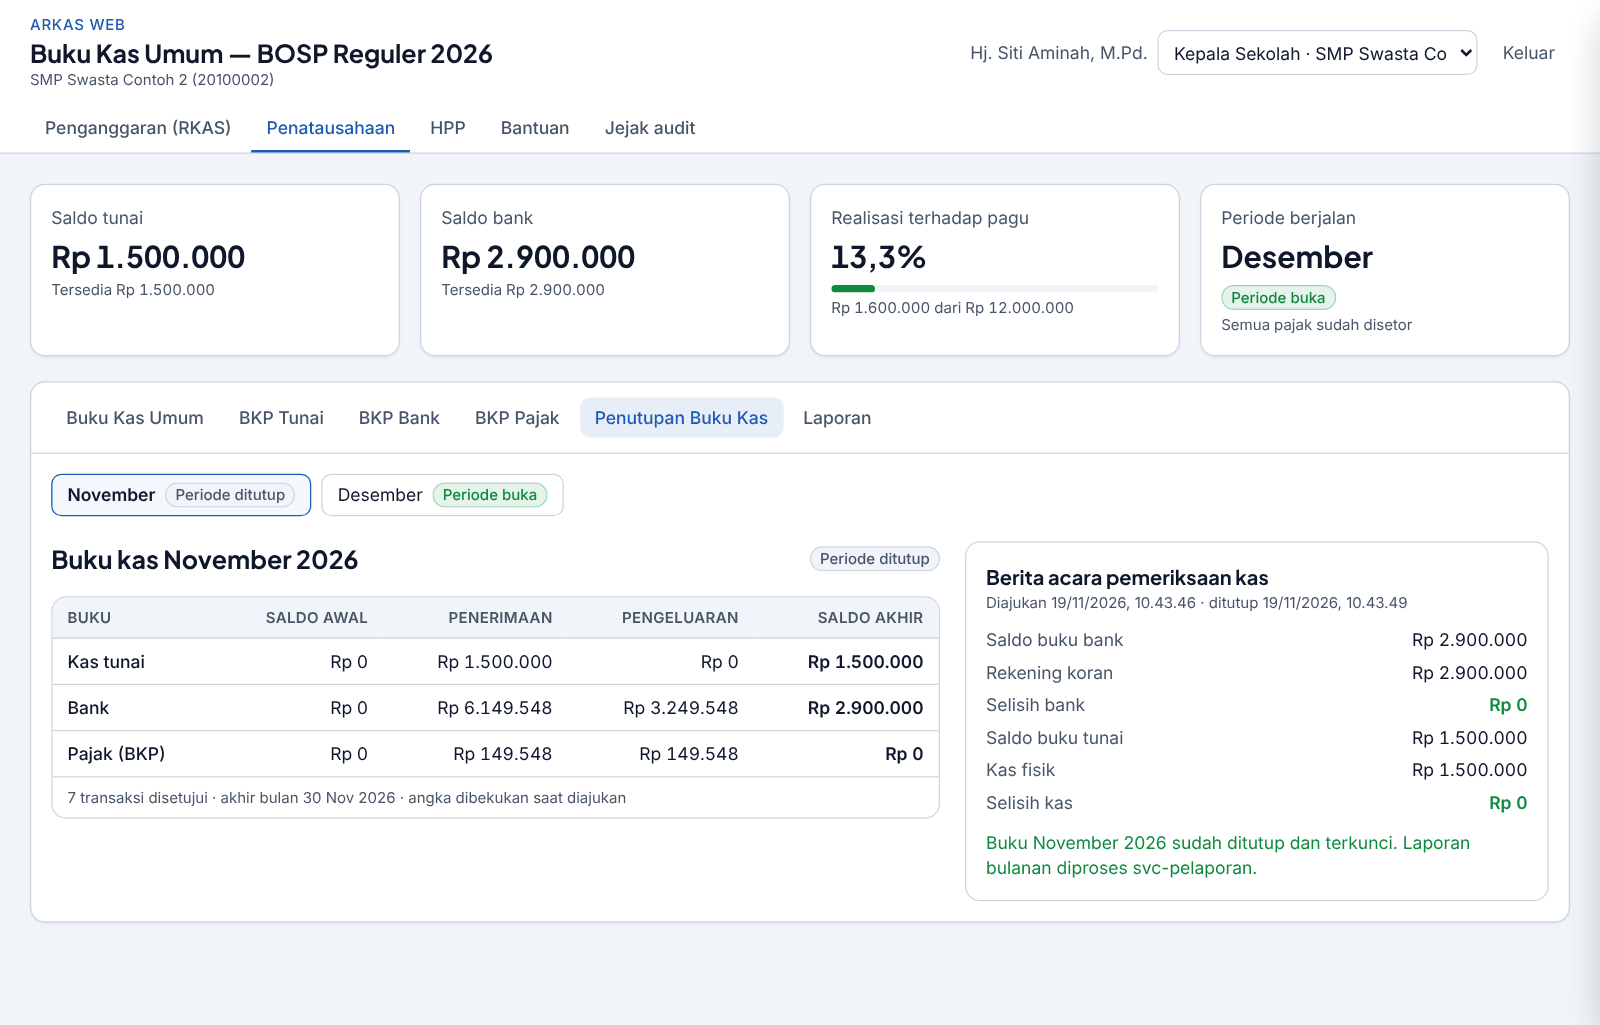 ARKAS WEB
Buku Kas Umum — BOSP Reguler 2026
SMP Swasta Contoh 2 (20100002)
Hj. Siti Aminah, M.Pd.
Kepala Sekolah · SMP Swasta Co
Keluar
Penganggaran (RKAS) Penatausahaan HPP Bantuan Jejak audit
Saldo tunai
Rp 1.500.000
Tersedia Rp 1.500.000
Saldo bank
Rp 2.900.000
Tersedia Rp 2.900.000
Realisasi terhadap pagu
13,3%
Rp 1.600.000 dari Rp 12.000.000
Periode berjalan
Desember
Periode buka
Semua pajak sudah disetor
Buku Kas Umum BKP Tunai BKP Bank BKP Pajak Penutupan Buku Kas Laporan
November Periode ditutup Desember Periode buka
Buku kas November 2026 Periode ditutup
BUKU SALDO AWAL PENERIMAAN PENGELUARAN SALDO AKHIR
Kas tunai Rp 0 Rp 1.500.000 Rp 0 Rp 1.500.000
Bank Rp 0 Rp 6.149.548 Rp 3.249.548 Rp 2.900.000
Pajak (BKP) Rp 0 Rp 149.548 Rp 149.548 Rp 0
7 transaksi disetujui · akhir bulan 30 Nov 2026 · angka dibekukan saat diajukan
Berita acara pemeriksaan kas
Diajukan 19/11/2026, 10.43.46 · ditutup 19/11/2026, 10.43.49
Saldo buku bank Rp 2.900.000
Rekening koran Rp 2.900.000
Selisih bank Rp 0
Saldo buku tunai Rp 1.500.000
Kas fisik Rp 1.500.000
Selisih kas Rp 0
Buku November 2026 sudah ditutup dan terkunci. Laporan
bulanan diproses svc-pelaporan.